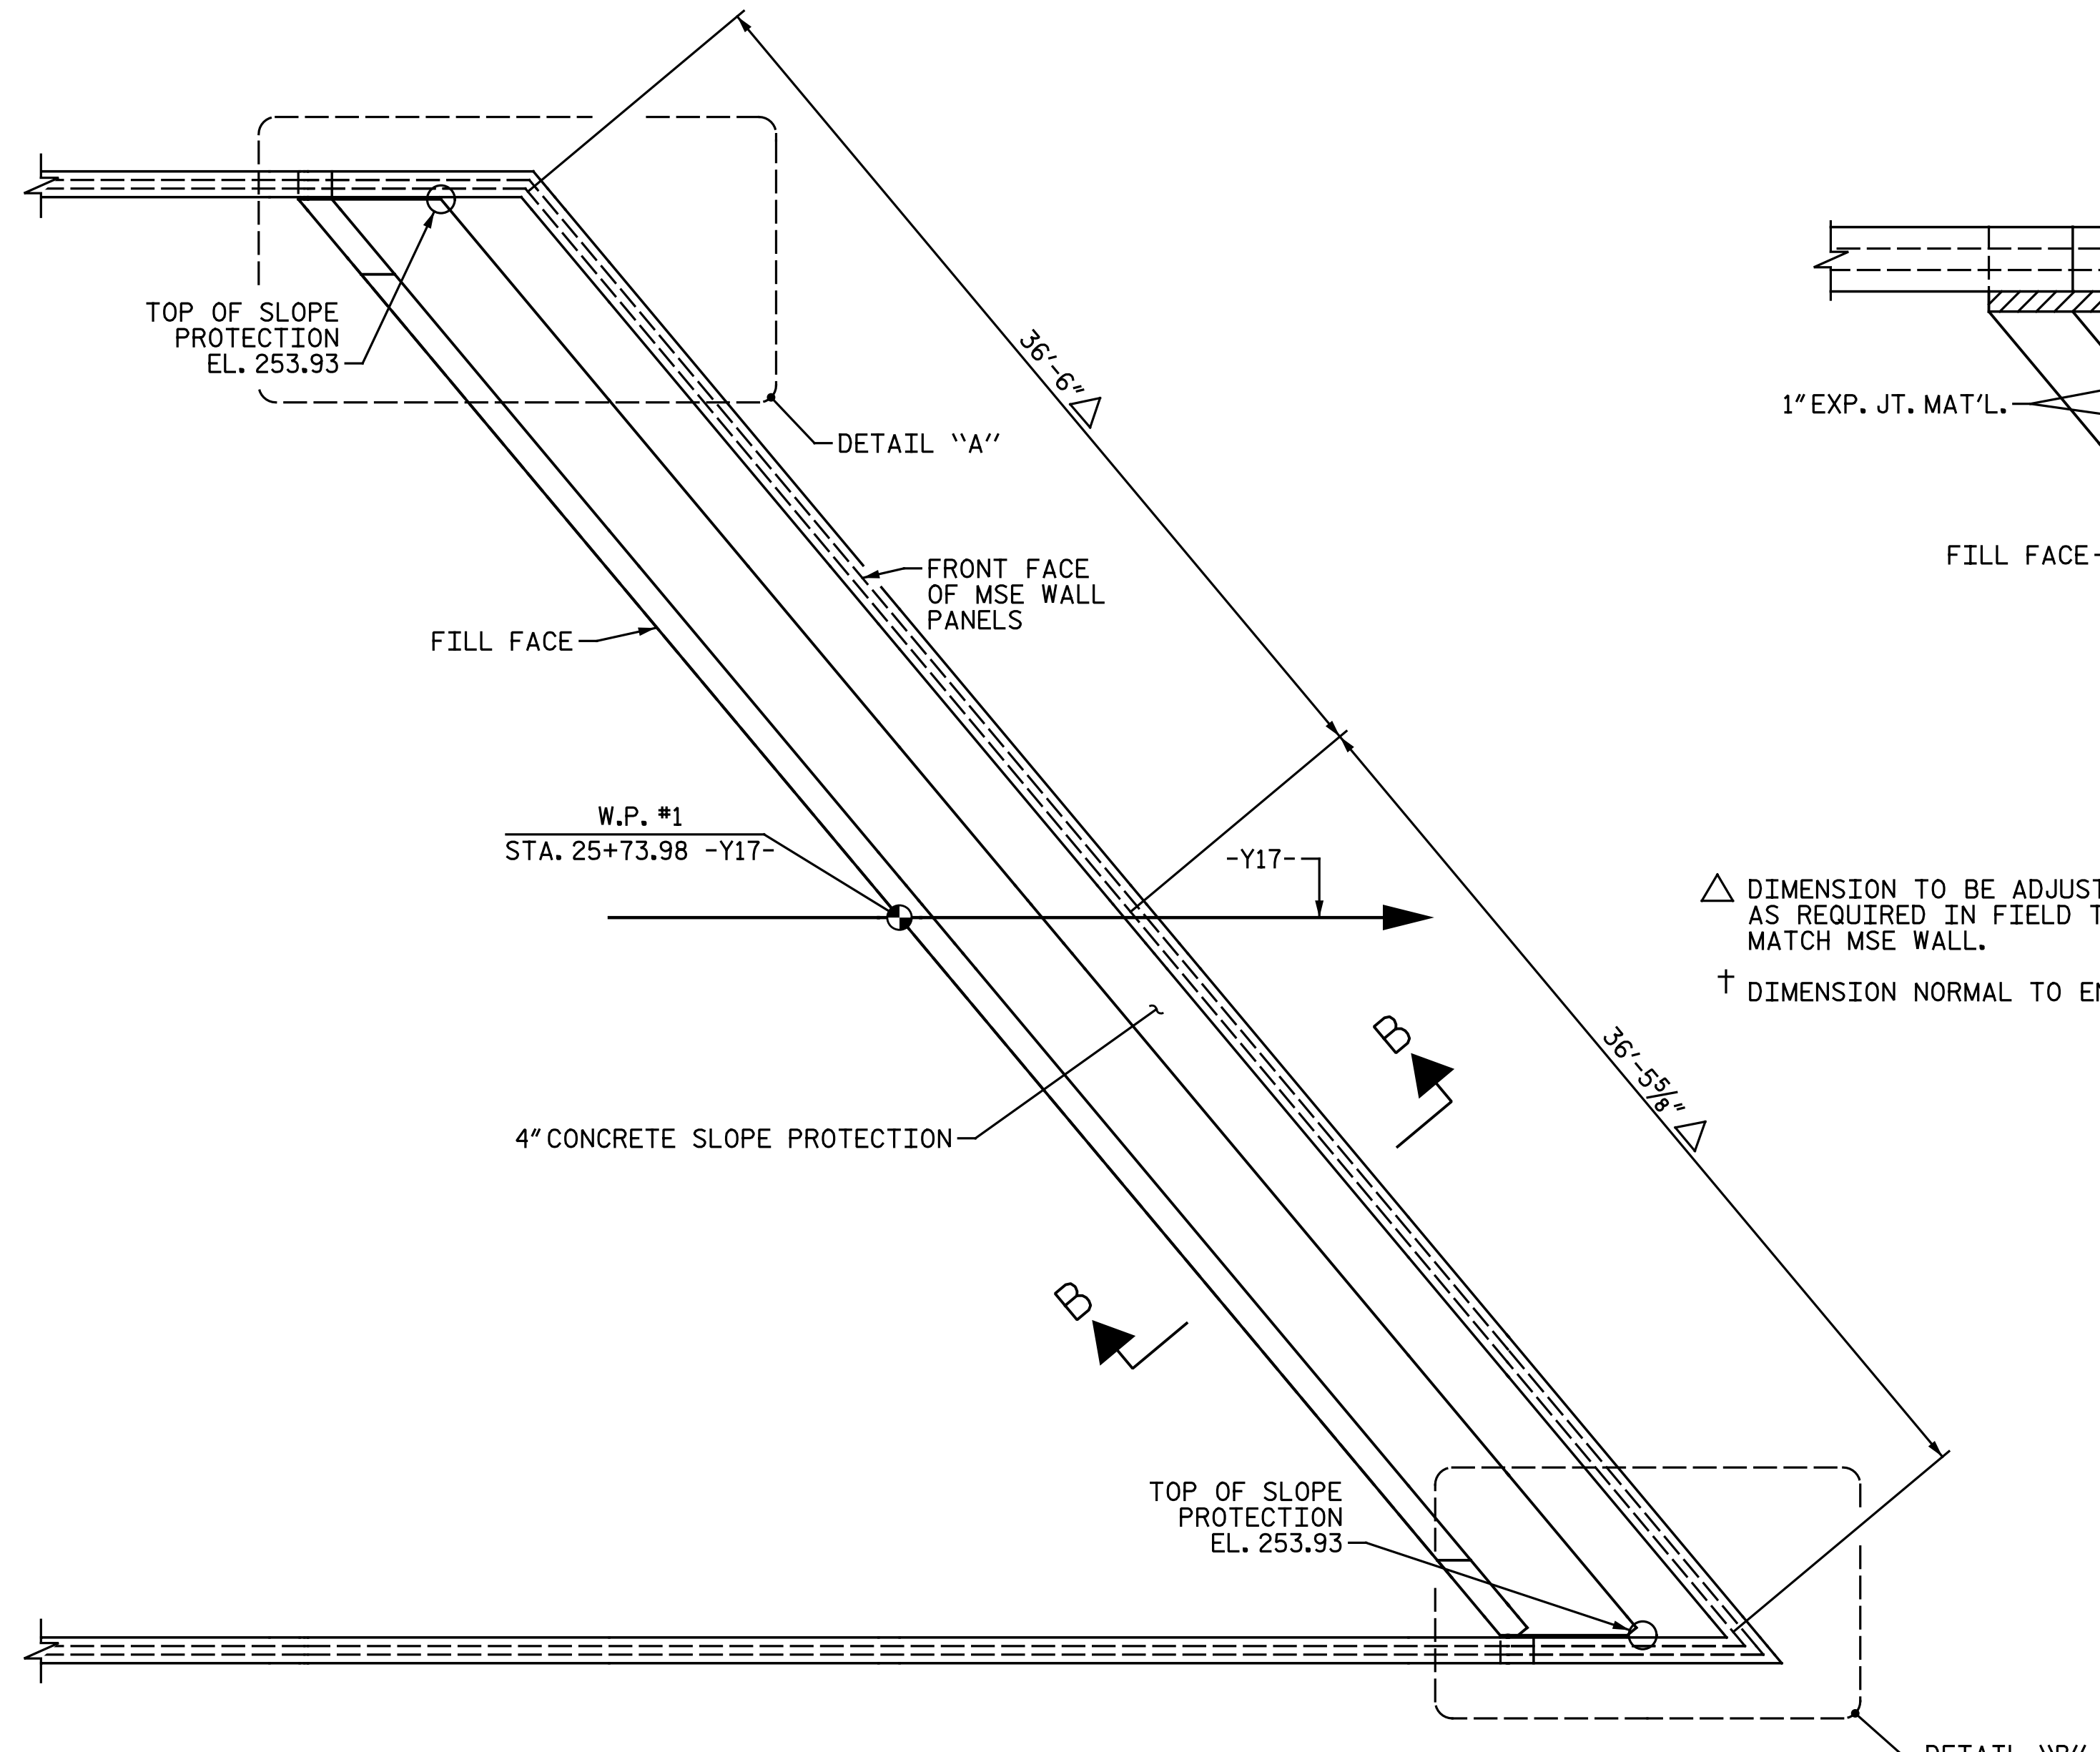 36'-6"
TOP OF SLOPE
PROTECTION
EL. 253.93
DETAIL "A"
1" EXP. JT. MAT'L.
FRONT FACE
OF MSE WALL
PANELS
FILL FACE
FILL FACE
W.P. #1
STA. 25+73.98 -Y17-
-Y17-
DIMENSION TO BE
AS REQUIRED IN FIELD
MATCH MSE WALL.
† DIMENSION NORMAL TO
B
36'-5 5/8"
4" CONCRETE SLOPE PROTECTION
B
TOP OF SLOPE
PROTECTION
EL. 253.93
DETAIL "B"